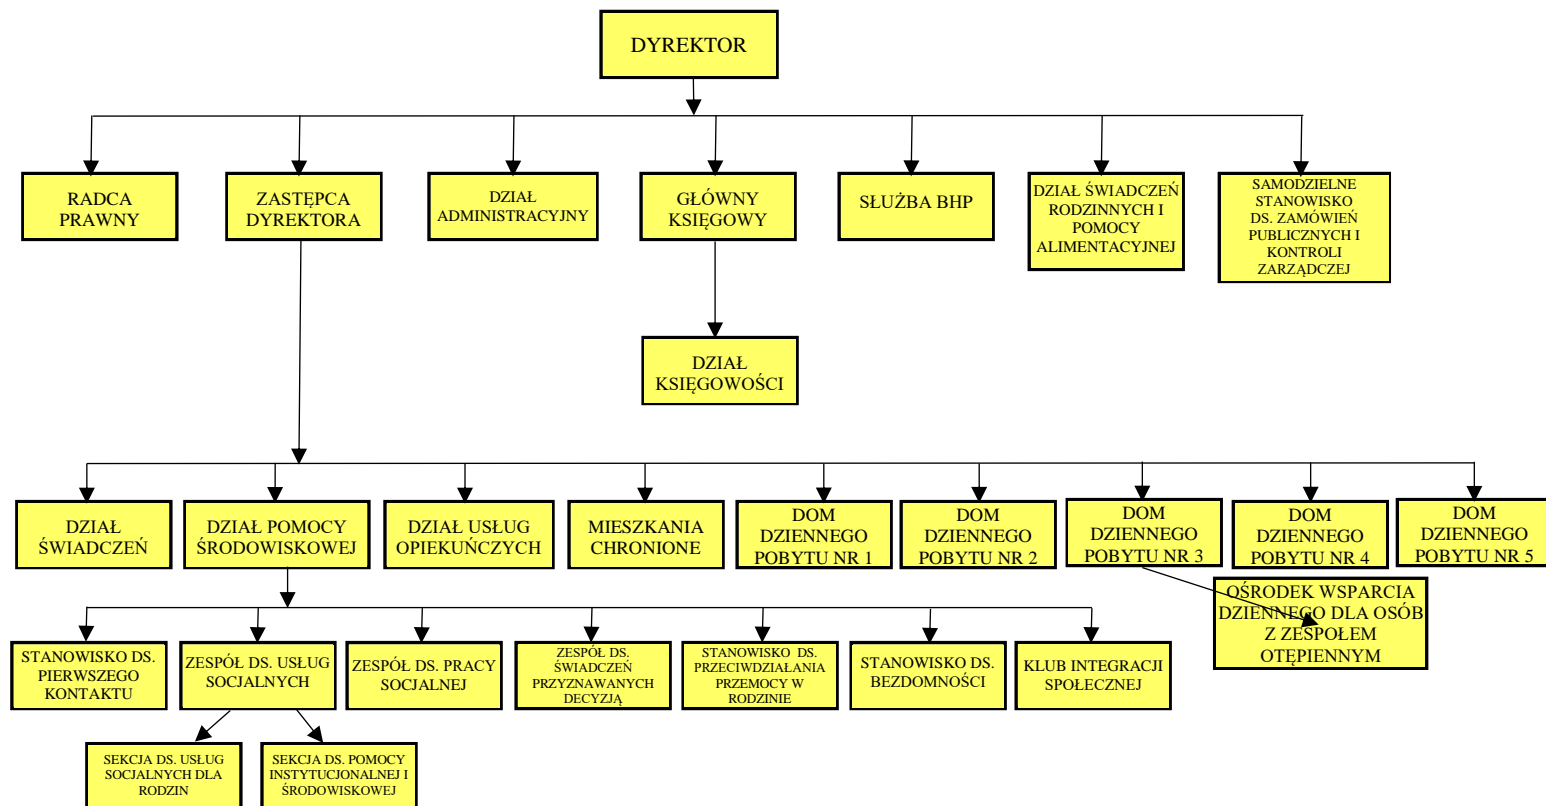 DYREKTOR
RADCA
PRAWNY
ZASTĘPCA
DYREKTORA
DZIAŁ
ADMINISTRACYJNY
GŁÓWNY
KSIĘGOWY
SŁUŻBA BHP
DZIAŁ ŚWIADCZEŃ
RODZINNYCH I
POMOCY
ALIMENTACYJNEJ
SAMODZIELNE
STANOWISKO
DS. ZAMÓWIEŃ
PUBLICZNYCH I
KONTROLI
ZARZĄDCZEJ
DZIAŁ
KSIĘGOWOŚCI
DZIAŁ
ŚWIADCZEŃ
DZIAŁ POMOCY
ŚRODOWISKOWEJ
DZIAŁ USŁUG
OPIEKUŃCZYCH
MIESZKANIA
CHRONIONE
DOM
DZIENNEGO
POBYTU NR 1
DOM
DZIENNEGO
POBYTU NR 2
DOM
DZIENNEGO
POBYTU NR 3
DOM
DZIENNEGO
POBYTU NR 4
DOM
DZIENNEGO
POBYTU NR 5
OŚRODEK WSPARCIA
DZIENNEGO DLA OSÓB
Z ZESPOŁEM
OTĘPIENNYM
STANOWISKO DS.
PIERWSZEGO
KONTAKTU
ZESPÓŁ DS. USŁUG
SOCJALNYCH
ZESPÓŁ DS. PRACY
SOCJALNEJ
ZESPÓŁ DS.
ŚWIADCZEŃ
PRZYZNAWANYCH
DECYZJĄ
STANOWISKO DS.
PRZECIWDZIAŁANIA
PRZEMOCY W
RODZINIE
STANOWISKO DS.
BEZDOMNOŚCI
KLUB INTEGRACJI
SPOŁECZNEJ
SEKCJA DS. USŁUG
SOCJALNYCH DLA
RODZIN
SEKCJA DS. POMOCY
INSTYTUCJONALNEJ I
ŚRODOWISKOWEJ